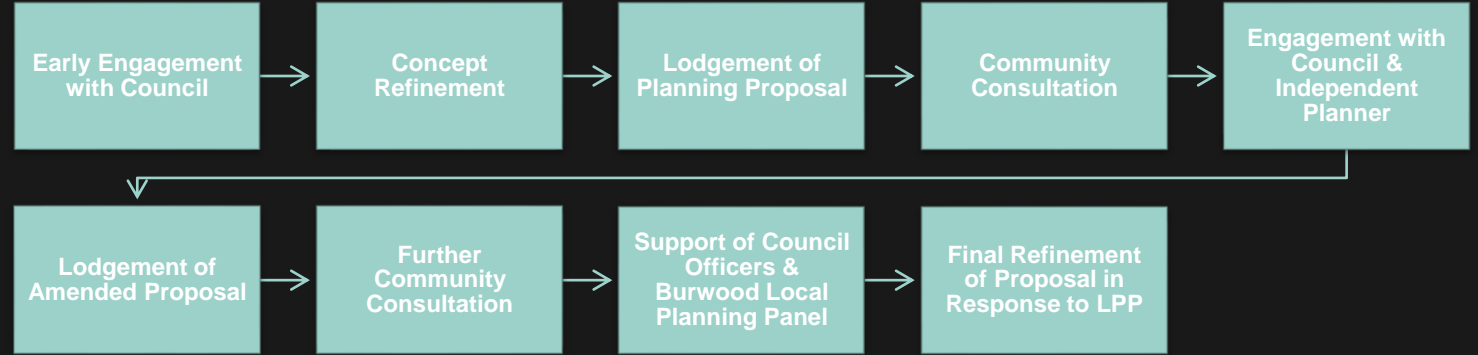 Early Engagement
with Council
Concept
Refinement
Lodgement of
Planning Proposal
Community
Consultation
Engagement with
Council &
Independent
Planner
Lodgement of
Amended Proposal
Further
Community
Consultation
Support of Council
Officers &
Burwood Local
Planning Panel
Final Refinement
of Proposal in
Response to LPP